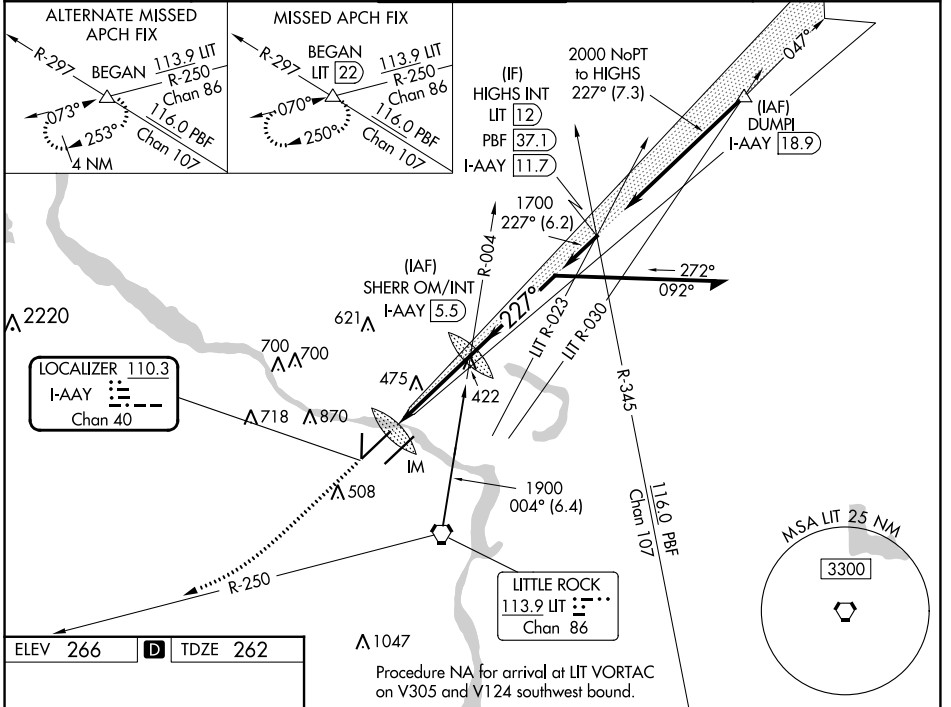 ALTERNATE MISSED
APCH FIX
R-297
BEGAN
113.9 LIT
R-250
Chan 86
073°
253°
4 NM
116.0 PBF
Chan 107
MISSED APCH FIX
R-297
BEGAN
LIT 22
113.9 LIT
R-250
Chan 86
070°
250°
116.0 PBF
Chan 107
2000 NoPT
to HIGHS
227° (7.3)
047°
(IF)
HIGHS INT
LIT 12
PBF 37.1
I-AAY 11.7
(IAF)
DUMPI
I-AAY 18.9
1700
227° (6.2)
R-004
(IAF)
SHERR OM/INT
I-AAY 5.5
227°
272°
092°
LIT R-023
LIT R-030
2220
621
700
700
475
422
LOCALIZER 110.3
I-AAY
Chan 40
718
870
IM
508
R-345
1900
004° (6.4)
116.0 PBF
Chan 107
R-250
LITTLE ROCK
113.9 LIT
Chan 86
MSA LIT 25 NM
3300
ELEV 266
D
TDZE 262
1047
Procedure NA for arrival at LIT VORTAC
on V305 and V124 southwest bound.